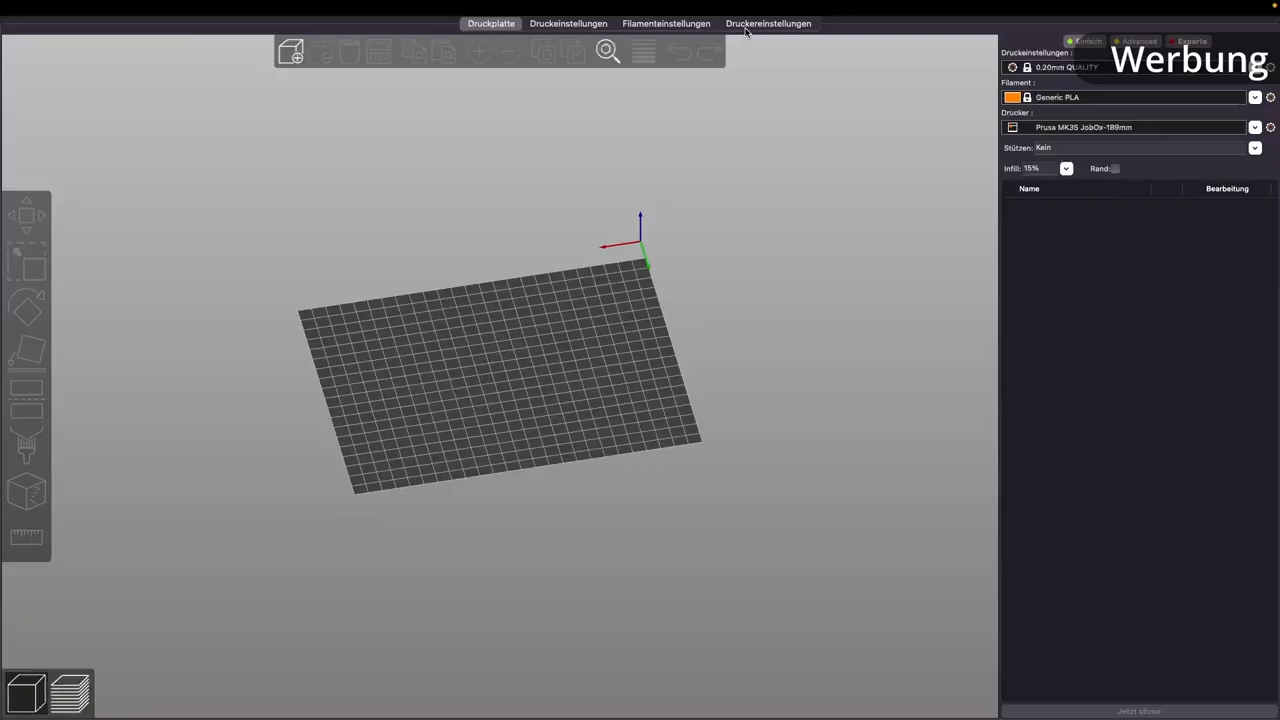 Druckplatte Druckeinstellungen Filamenteinstellungen Druckereinstellungen
Einfach Advanced Experte
Werbung
Druckeinstellungen :
0.20mm QUALITY
Filament :
Generic PLA
Drucker :
Prusa MK3S JobOx-189mm
Stützen: Kein
Infill: 15% Rand:
Name Bearbeitung